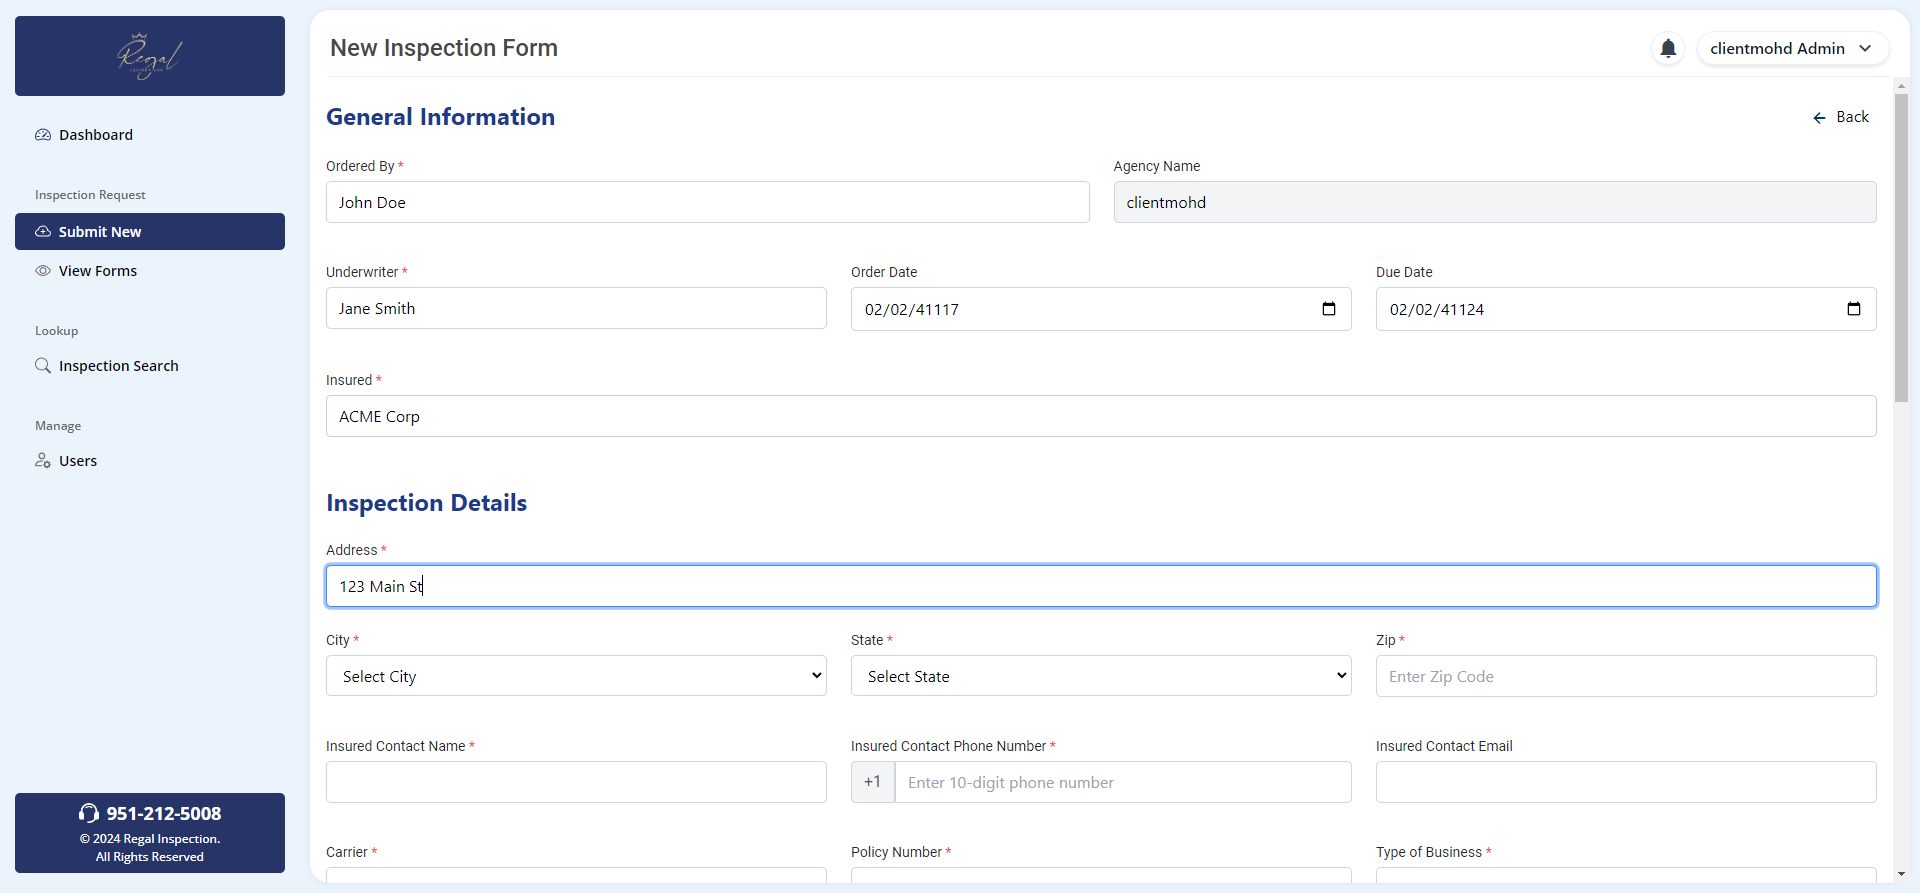 Regal
New Inspection Form
clientmohd Admin
Dashboard
Inspection Request
Submit New
View Forms
Lookup
Inspection Search
Manage
Users
951-212-5008
© 2024 Regal Inspection.
All Rights Reserved
General Information
Back
Ordered By *
Agency Name
John Doe
clientmohd
Underwriter *
Order Date
Due Date
Jane Smith
02/02/41117
02/02/41124
Insured *
ACME Corp
Inspection Details
Address *
123 Main St
City *
State *
Zip *
Select City
Select State
Enter Zip Code
Insured Contact Name *
Insured Contact Phone Number *
Insured Contact Email
+1
Enter 10-digit phone number
Carrier *
Policy Number *
Type of Business *